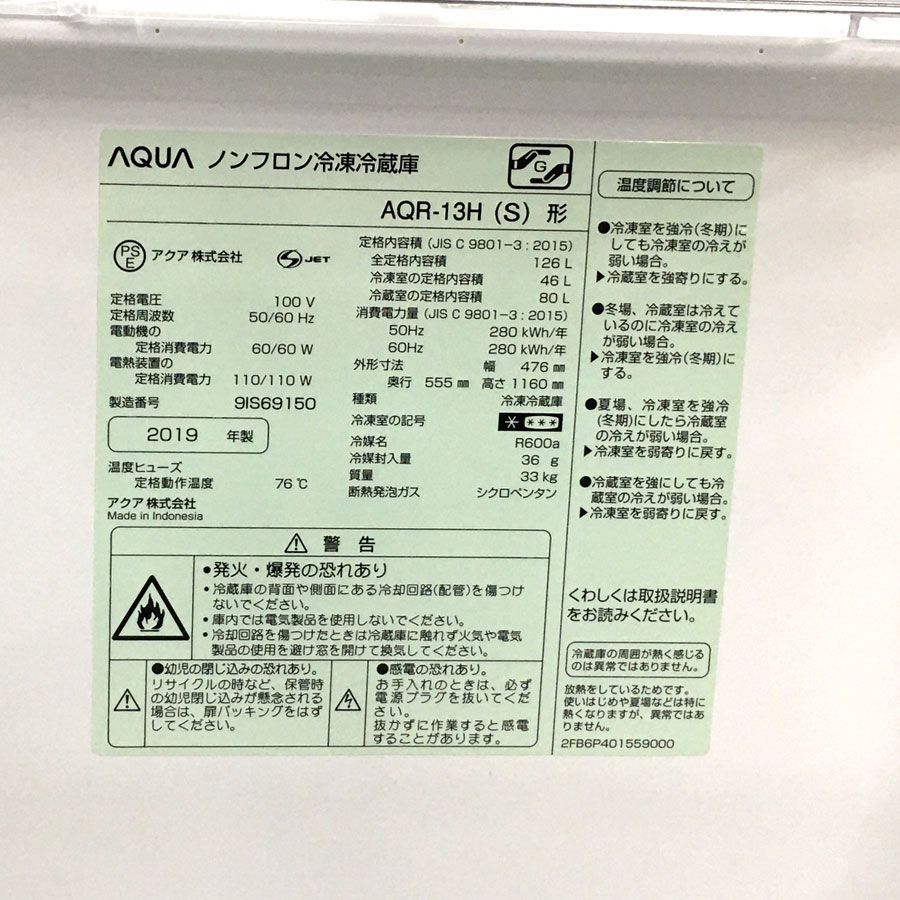 AQUA ノンフロン冷凍冷蔵庫
G
AQR-13H (S) 形
PS
E
アクア 株式会社
S JET
定格電圧 100 V
定格周波数 50/60 Hz
電動機の
定格消費電力 60/60 W
電熱装置の
定格消費電力 110/110 W
製造番号 9IS69150
2019 年製
温度ヒューズ
定格動作温度 76 ℃
アクア 株式会社
Made in Indonesia
定格内容積 (JIS C 9801-3 : 2015)
全定格内容積 126 L
冷凍室の定格内容積 46 L
冷蔵室の定格内容積 80 L
消費電力量 (JIS C 9801-3 : 2015)
50Hz 280 kWh/年
60Hz 280 kWh/年
外形寸法 幅 476 ㎜
奥行 555 ㎜ 高さ 1160 ㎜
種類 冷凍冷蔵庫
冷凍室の記号 * ***
冷媒名 R600a
冷媒封入量 36 g
質量 33 kg
断熱発泡ガス シクロペンタン
警 告
●発火・爆発の恐れあり
・冷蔵庫の背面や側面にある冷却回路(配管)を傷つけ
ないでください。
・庫内では電気製品を使用しないでください。
・冷却回路を傷つけたときは冷蔵庫に触れず火気や電気
製品の使用を避け窓を開けて換気してください。
●幼児の閉じ込みの恐れあり。
リサイクルの時など、保管時
の幼児閉じ込みが懸念される
場合は、扉パッキングをはず
してください。
●感電の恐れあり。
お手入れのときは、必ず
電源プラグを抜いてくだ
さい。
抜かずに作業すると感電
することがあります。
温度調節について
●冷凍室を強冷(冬期)に
しても冷凍室の冷えが
弱い場合。
▶冷蔵室を強寄りにする。
●冬場、冷蔵室は冷えて
いるのに冷凍室の冷え
が弱い場合。
▶冷凍室を強冷(冬期)に
する。
●夏場、冷凍室を強冷
(冬期)にしたら冷蔵室
の冷えが弱い場合。
▶冷凍室を弱寄りに戻す。
●冷蔵室を強にしても冷
蔵室の冷えが弱い場合。
▶冷凍室を弱寄りに戻す。
くわしくは取扱説明書
をお読みください。
冷蔵庫の周囲が熱く感じる
のは異常ではありません。
放熱をしているためです。
使いはじめや夏場などは特に
熱くなりますが、異常ではあ
りません。
2FB6P401559000